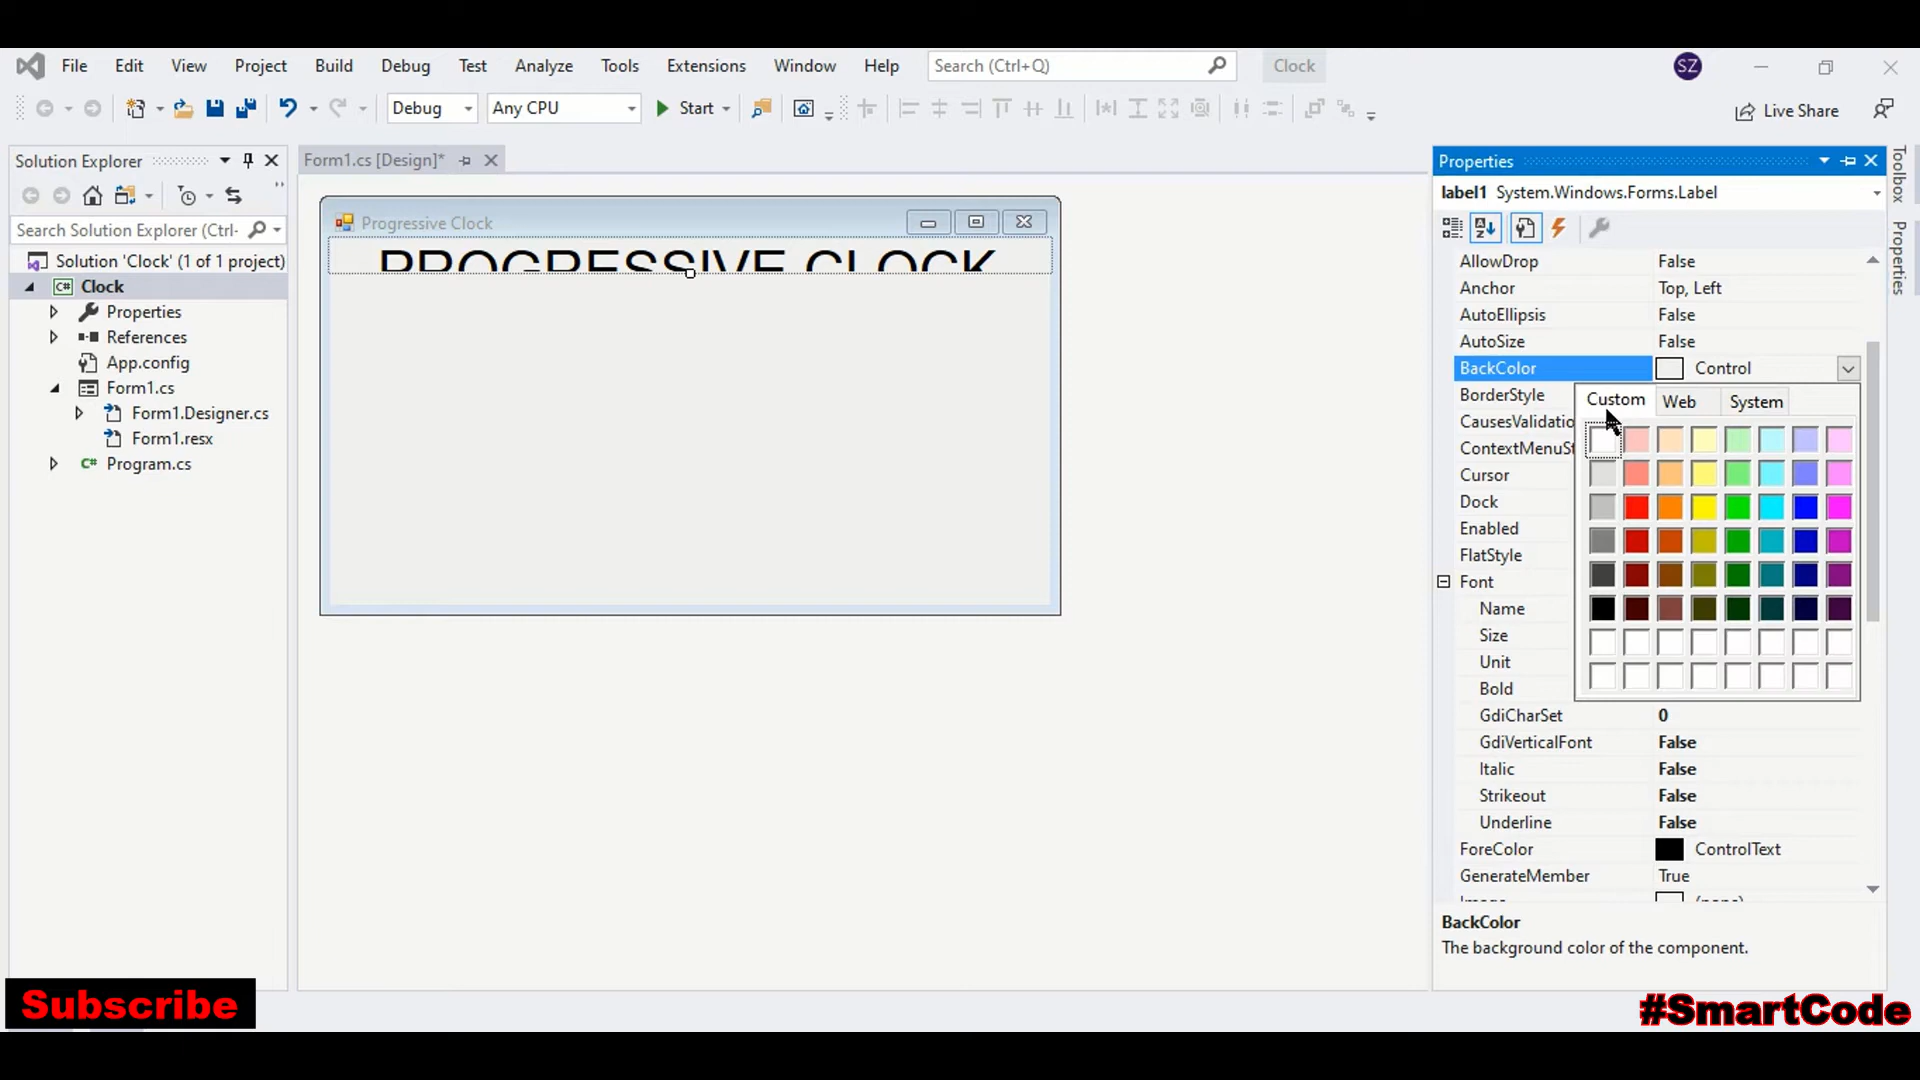 File Edit View Project Build Debug Test Analyze Tools Extensions Window Help Search (Ctrl+Q) Clock SZ
Debug Any CPU Start Live Share
Solution Explorer
Search Solution Explorer (Ctrl-
Solution 'Clock' (1 of 1 project)
Clock
Properties
References
App.config
Form1.cs
Form1.Designer.cs
Form1.resx
Program.cs
Form1.cs [Design]*
Progressive Clock
PROGRESSIVE CLOCK
Properties
label1 System.Windows.Forms.Label
AllowDrop False
Anchor Top, Left
AutoEllipsis False
AutoSize False
BackColor Control
BorderStyle
CausesValidatio
ContextMenuSt
Cursor
Dock
Enabled
FlatStyle
Font
Name
Size
Unit
Bold
GdiCharSet 0
GdiVerticalFont False
Italic False
Strikeout False
Underline False
ForeColor ControlText
GenerateMember True
Image (none)
Custom Web System
BackColor
The background color of the component.
Toolbox
Properties
Subscribe
#SmartCode